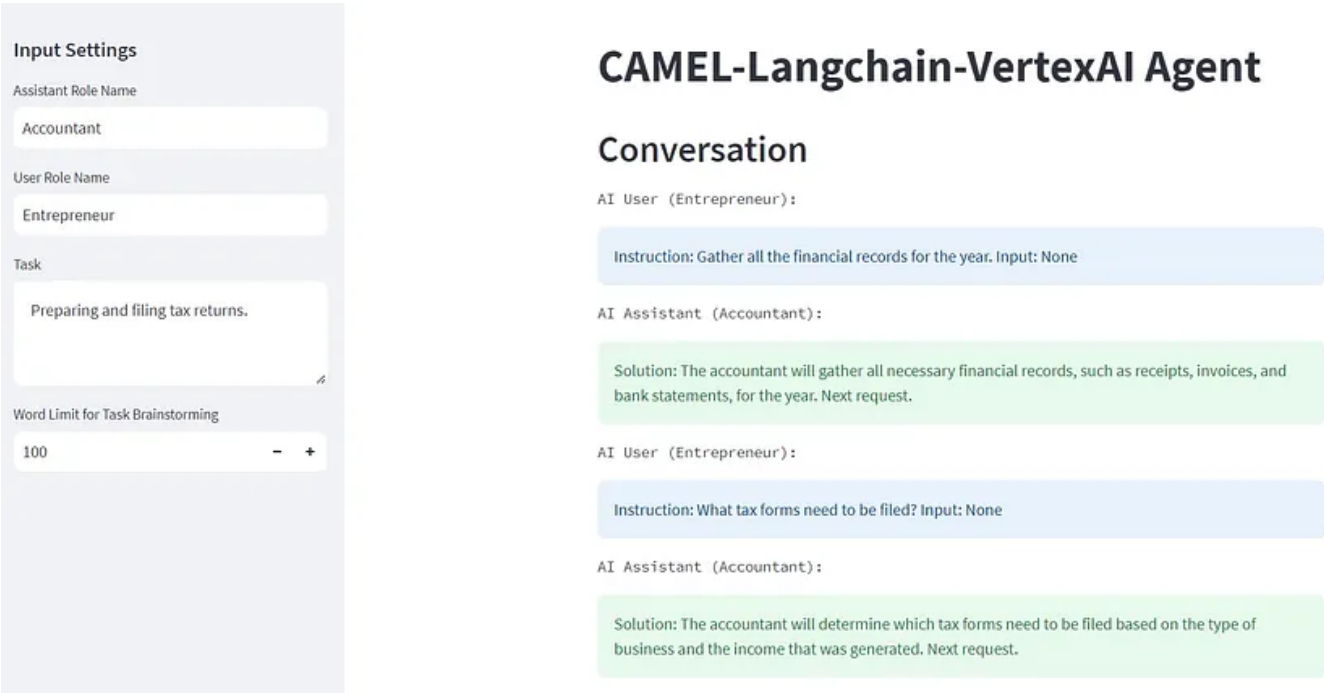 Input Settings
Assistant Role Name
Accountant
User Role Name
Entrepreneur
Task
Preparing and filing tax returns.
Word Limit for Task Brainstorming
100
- +
CAMEL-Langchain-VertexAI Agent
Conversation
AI User (Entrepreneur):
Instruction: Gather all the financial records for the year. Input: None
AI Assistant (Accountant):
Solution: The accountant will gather all necessary financial records, such as receipts, invoices, and
bank statements, for the year. Next request.
AI User (Entrepreneur):
Instruction: What tax forms need to be filed? Input: None
AI Assistant (Accountant):
Solution: The accountant will determine which tax forms need to be filed based on the type of
business and the income that was generated. Next request.